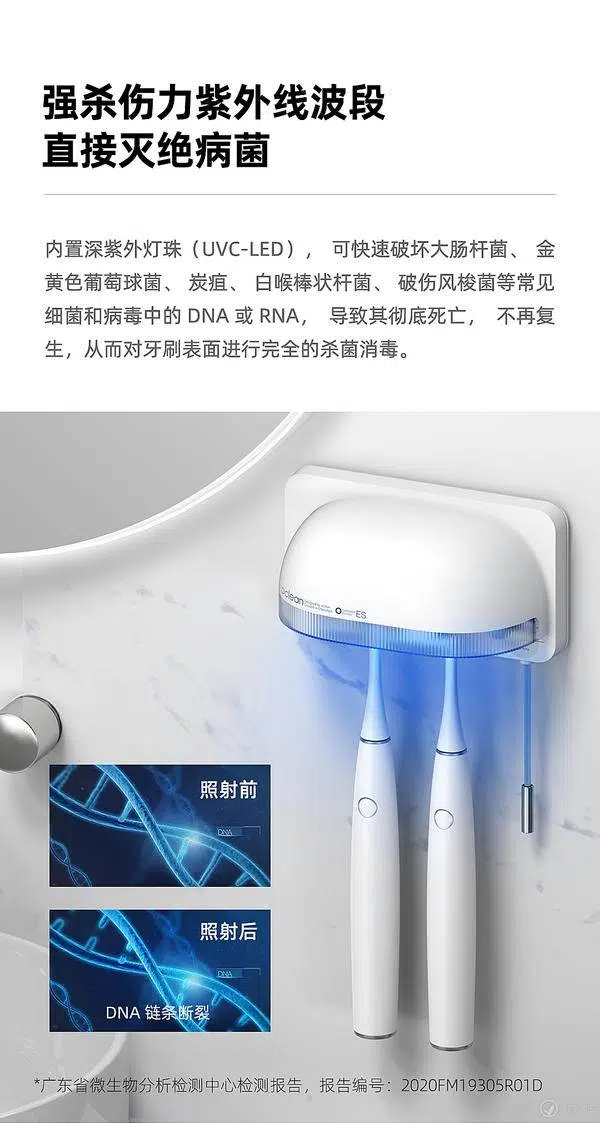 强杀伤力紫外线波段
直接灭绝病菌
内置深紫外灯珠（UVC-LED）， 可快速破坏大肠杆菌、 金
黄色葡萄球菌、 炭疽、 白喉棒状杆菌、 破伤风梭菌等常见
细菌和病毒中的 DNA 或 RNA， 导致其彻底死亡， 不再复
生，从而对牙刷表面进行完全的杀菌消毒。
Oclean
ES
照射前
DNA
照射后
DNA
DNA 链条断裂
*广东省微生物分析检测中心检测报告，报告编号：2020FM19305R01D